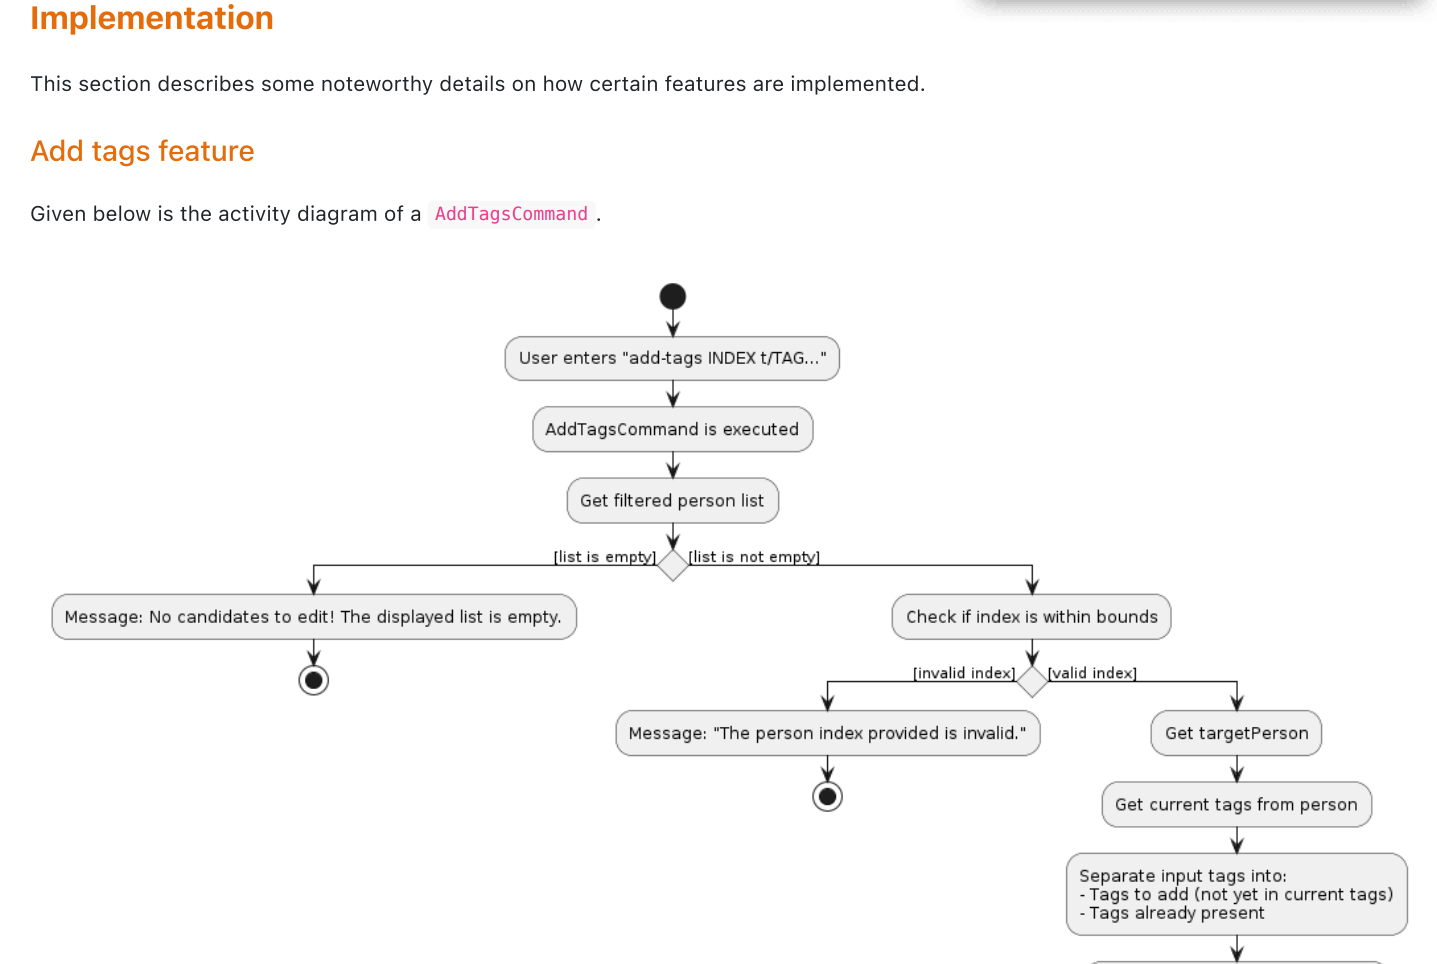 Implementation
This section describes some noteworthy details on how certain features are implemented.
Add tags feature
Given below is the activity diagram of a AddTagsCommand.
User enters "add-tags INDEX t/TAG..."
AddTagsCommand is executed
Get filtered person list
[list is empty]
[list is not empty]
Message: No candidates to edit! The displayed list is empty.
Check if index is within bounds
[invalid index]
[valid index]
Message: "The person index provided is invalid."
Get targetPerson
Get current tags from person
Separate input tags into:
- Tags to add (not yet in current tags)
- Tags already present